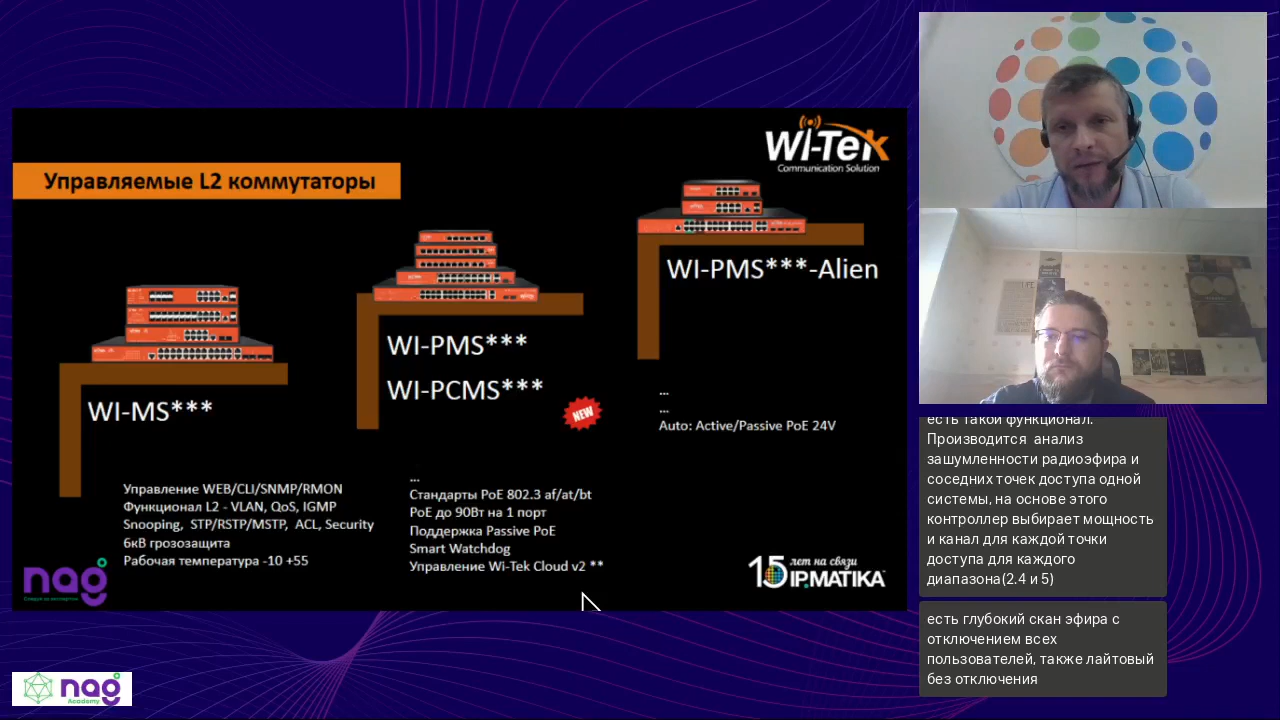 Wi-Tek
Communication Solution
Управляемые L2 коммутаторы
WI-PMS***-Alien
WI-PMS***
WI-PCMS***
NEW
WI-MS***
...
...
Auto: Active/Passive PoE 24V
...
Стандарты PoE 802.3 af/at/bt
PoE до 90Вт на 1 порт
Поддержка Passive PoE
Smart Watchdog
Управление Wi-Tek Cloud v2 **
Управление WEB/CLI/SNMP/RMON
Функционал L2 - VLAN, QoS, IGMP
Snooping, STP/RSTP/MSTP, ACL, Security
6кВ грозозащита
Рабочая температура -10 +55
nag
15 лет на связи
IPMATIKA
nag
Academy
есть такой функционал.
Производится анализ
зашумленности радиоэфира и
соседних точек доступа одной
системы, на основе этого
контроллер выбирает мощность
и канал для каждой точки
доступа для каждого
диапазона(2.4 и 5)
есть глубокий скан эфира с
отключением всех
пользователей, также лайтовый
без отключения